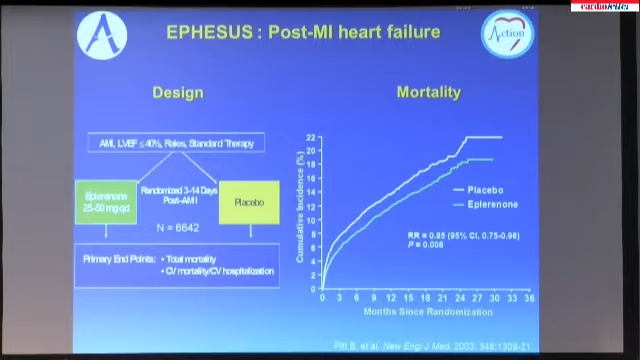 cardioletter
EPHESUS : Post-MI heart failure
Action
Design
Mortality
AMI, LVEF ≤ 40%, Rales, Standard Therapy
Eplerenone
25-50 mg qd
Randomized 3-14 Days
Post-AMI
Placebo
N = 6642
Primary End Points: • Total mortality
• CV mortality/CV hospitalization
Cumulative Incidence (%)
22
20
18
16
14
12
10
8
6
4
2
0
Placebo
Eplerenone
RR = 0.85 (95% CI, 0.75-0.96)
P = 0.008
0 3 6 9 12 15 18 21 24 27 30 33 36
Months Since Randomization
Pitt B, et al. New Engl J Med. 2003; 348:1309-21